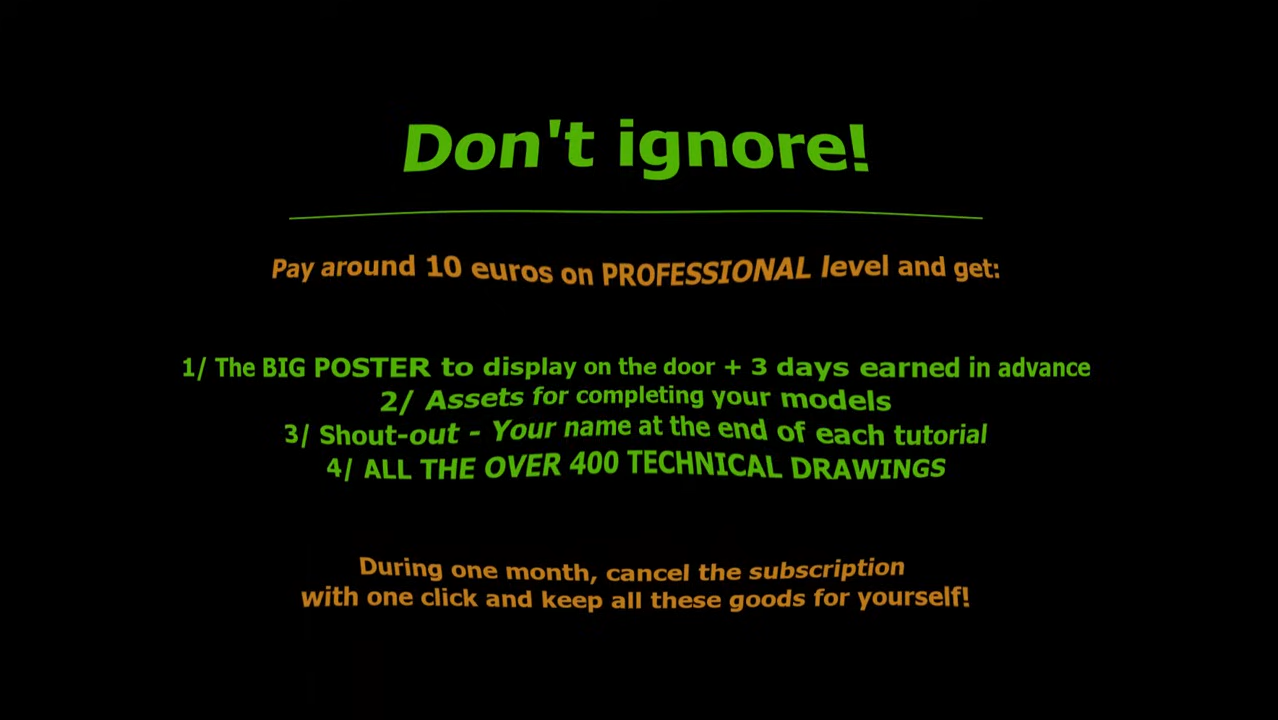 Don't ignore!
Pay around 10 euros on PROFESSIONAL level and get:
1/ The BIG POSTER to display on the door + 3 days earned in advance
2/ Assets for completing your models
3/ Shout-out - Your name at the end of each tutorial
4/ ALL THE OVER 400 TECHNICAL DRAWINGS
During one month, cancel the subscription
with one click and keep all these goods for yourself!